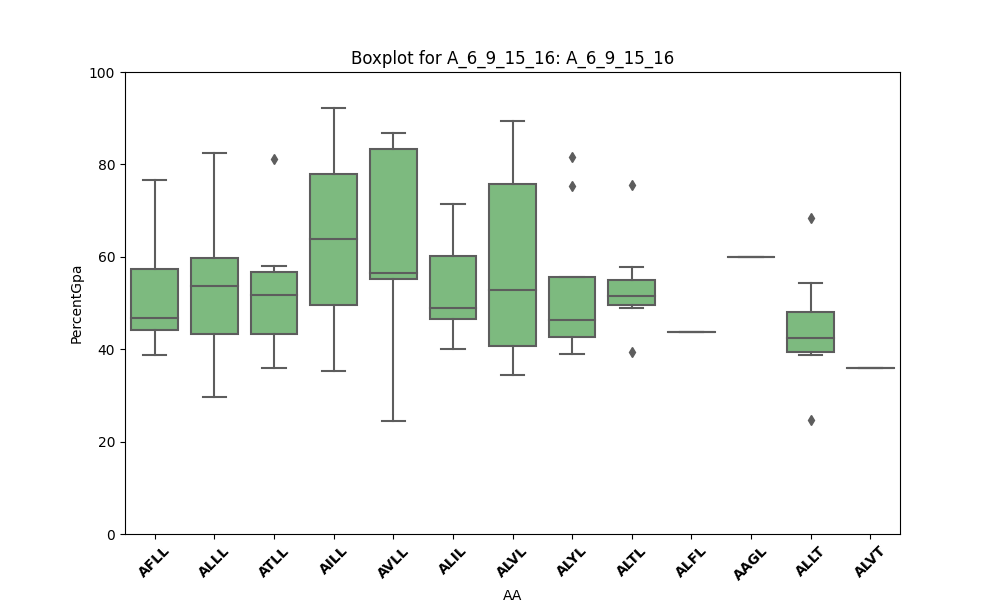 Boxplot for A_6_9_15_16: A_6_9_15_16
PercentGpa
100
80
60
40
20
0
AFLL ALLL ATLL AILL AVLL ALIL ALVL ALYL ALTL ALFL AAGL ALLT ALVT
AA